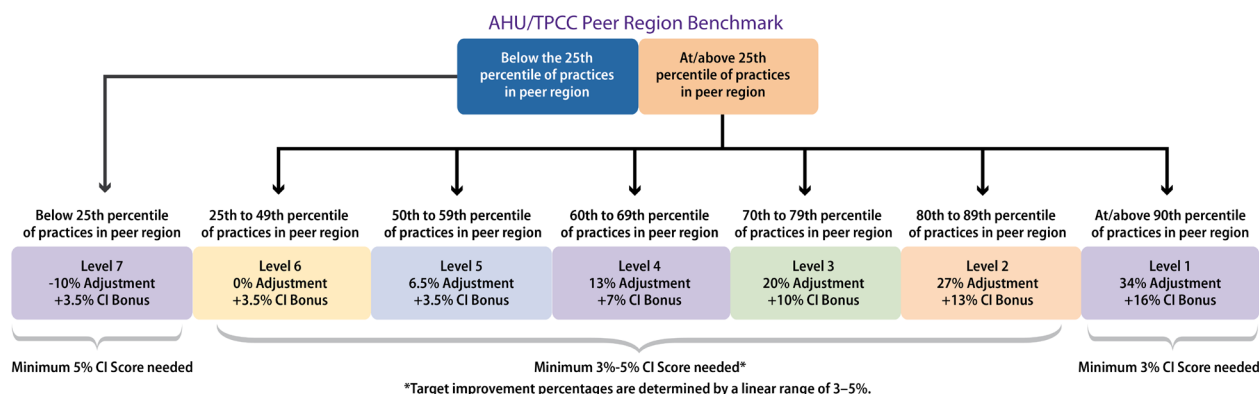 AHU/TPCC Peer Region Benchmark
Below the 25th
percentile of practices
in peer region
At/above 25th
percentile of practices
in peer region
Below 25th percentile
of practices in peer region
25th to 49th percentile
of practices in peer region
50th to 59th percentile
of practices in peer region
60th to 69th percentile
of practices in peer region
70th to 79th percentile
of practices in peer region
80th to 89th percentile
of practices in peer region
At/above 90th percentile
of practices in peer region
Level 7
-10% Adjustment
+3.5% CI Bonus
Level 6
0% Adjustment
+3.5% CI Bonus
Level 5
6.5% Adjustment
+3.5% CI Bonus
Level 4
13% Adjustment
+7% CI Bonus
Level 3
20% Adjustment
+10% CI Bonus
Level 2
27% Adjustment
+13% CI Bonus
Level 1
34% Adjustment
+16% CI Bonus
Minimum 5% CI Score needed
Minimum 3%-5% CI Score needed*
Minimum 3% CI Score needed
*Target improvement percentages are determined by a linear range of 3–5%.